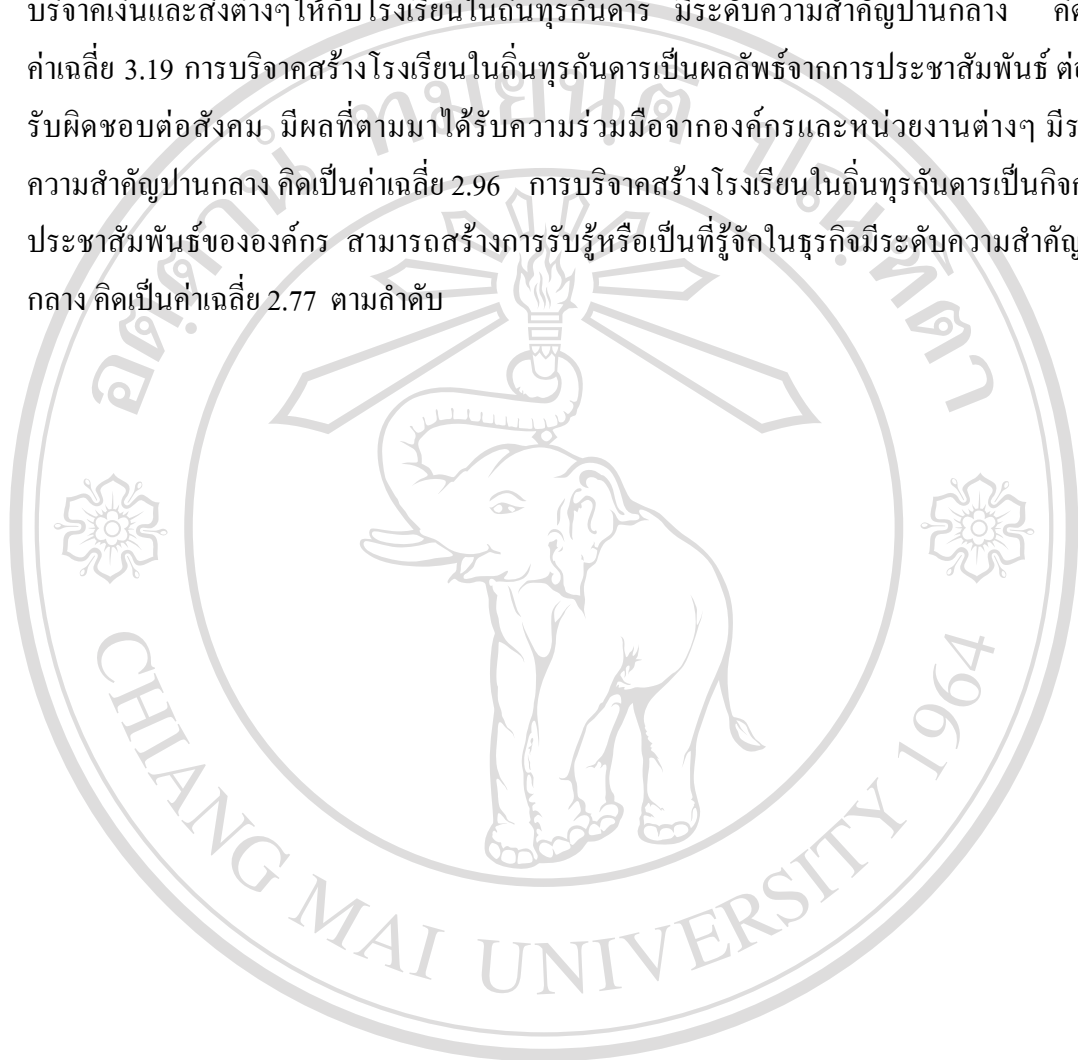 บริจาคเงินและสิ่งต่างๆให้กับโรงเรียนในถิ่นทุรกันดาร มีระดับความสำคัญปานกลาง
ค่าเฉลี่ย 3.19 การบริจาคสร้างโรงเรียนในถิ่นทุรกันดารเป็นผลลัพธ์จากการประชาสัมพันธ์
รับผิดชอบต่อสังคม มีผลที่ตามมาได้รับความร่วมมือจากองค์กรและหน่วยงานต่างๆ
ความสำคัญปานกลาง คิดเป็นค่าเฉลี่ย 2.96 การบริจาคสร้างโรงเรียนในถิ่นทุรกันดารเป็น
ประชาสัมพันธ์ขององค์กร สามารถสร้างการรับรู้หรือเป็นที่รู้จักในธุรกิจมีระดับความสำคัญ
กลาง คิดเป็นค่าเฉลี่ย 2.77 ตามลำดับ
อตฺตานํ ทมยนฺติ ปณฺฑิตา
CHIANG MAI UNIVERSITY 1964